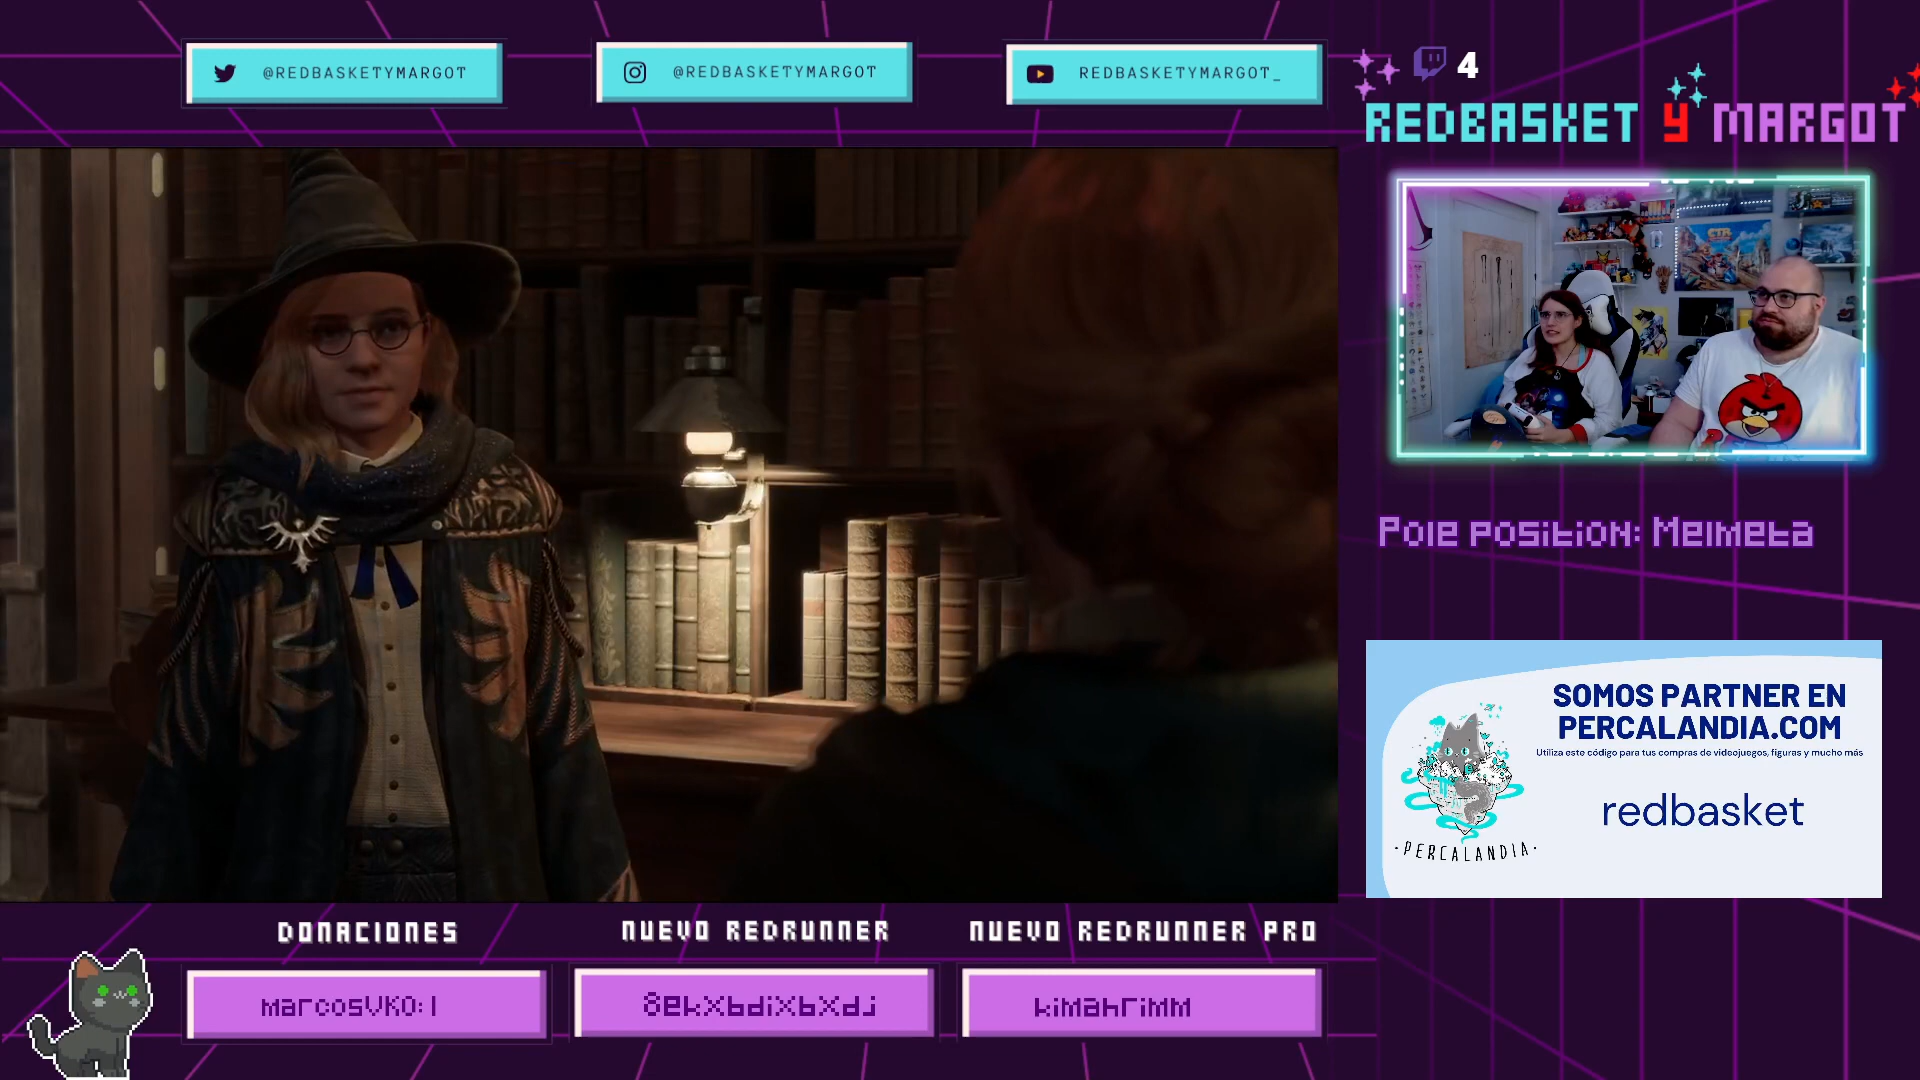 @REDBASKETYMARGOT
@REDBASKETYMARGOT
REDBASKETYMARGOT_
4
REDBASKET Y MARGOT
Pole position: Melmeta
SOMOS PARTNER EN
PERCALANDIA.COM
Utiliza este código para tus compras de videojuegos, figuras y mucho más
redbasket
·PERCALANDIA·
DONACIONES
NUEVO REDRUNNER
NUEVO REDRUNNER PRO
marcosVKO: 1
8ekxbdixbxdj
kimahrimm